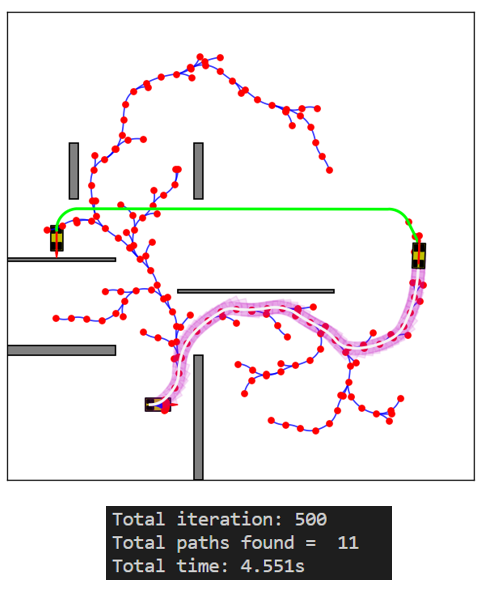 Total iteration: 500
Total paths found =  11
Total time: 4.551s